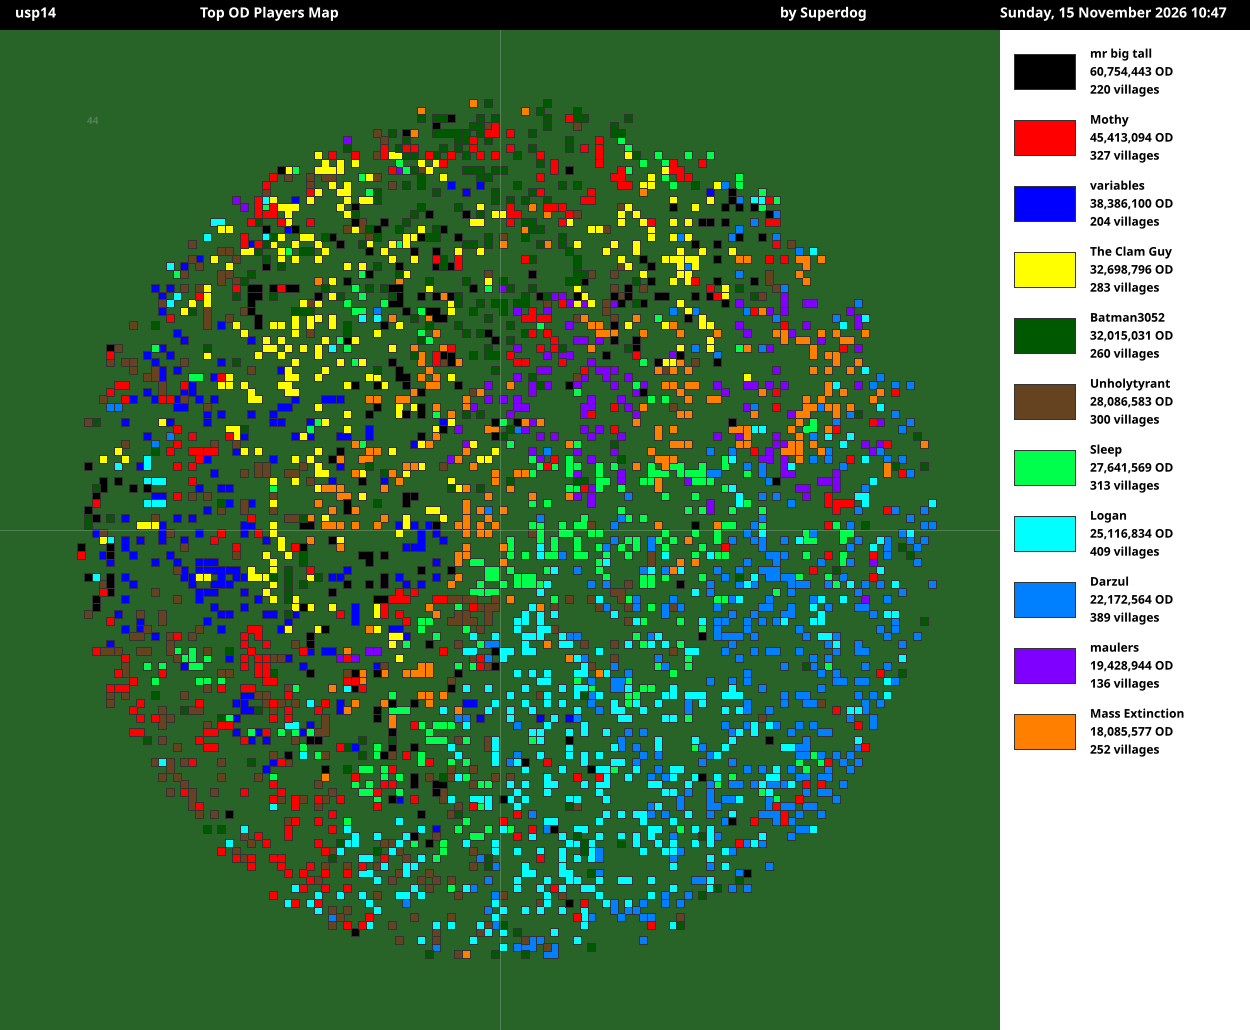 usp14
Top OD Players Map
by Superdog
Sunday, 15 November 2026 10:47
44
mr big tall
60,754,443 OD
220 villages
Mothy
45,413,094 OD
327 villages
variables
38,386,100 OD
204 villages
The Clam Guy
32,698,796 OD
283 villages
Batman3052
32,015,031 OD
260 villages
Unholytyrant
28,086,583 OD
300 villages
Sleep
27,641,569 OD
313 villages
Logan
25,116,834 OD
409 villages
Darzul
22,172,564 OD
389 villages
maulers
19,428,944 OD
136 villages
Mass Extinction
18,085,577 OD
252 villages